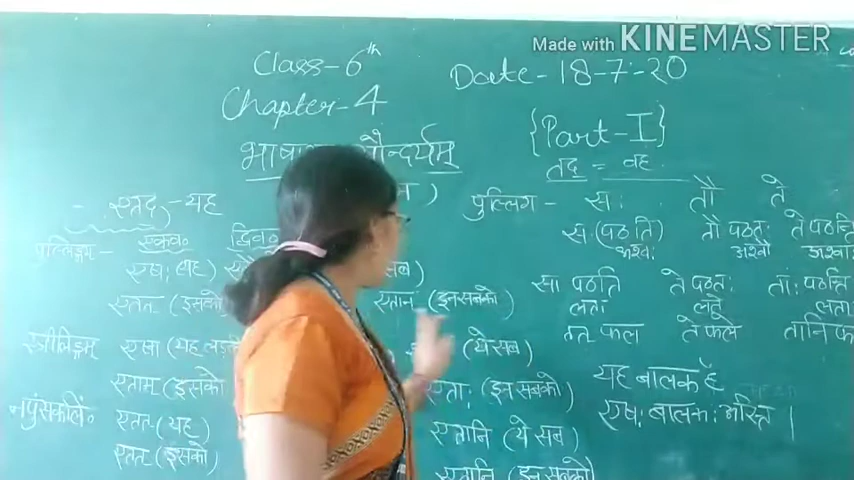 Made with KINEMASTER
Class-6th
Date-18-7-20
Chapter-4
{Part-I}
सौन्दर्यम्
तद् = वह
एतद् - यह
पुल्लिंग - सः तौ ते
पुल्लिङ्गम् - एकव० द्विव०
सः (पठति) तौ पठतः ते पठन्ति
अश्वः अश्वौ अश्वाः
एषः (यह)
एतत (इसको
एतान (इनसबको)
सा पठति ते पठतः ताः पठन्ति
लता लते लता
स्त्रीलिङ्गम् एषा (यह लड़की
(येसब)
तत फल ते फले तानि फ
एताम् (इसको
एताः (इनसबको)
यह बालक है
एषः बालकः अस्ति |
नपुंसकलिं० एतत (यह)
एतानि (ये सब)
एतत (इसको)
एतानि (इनसबको)